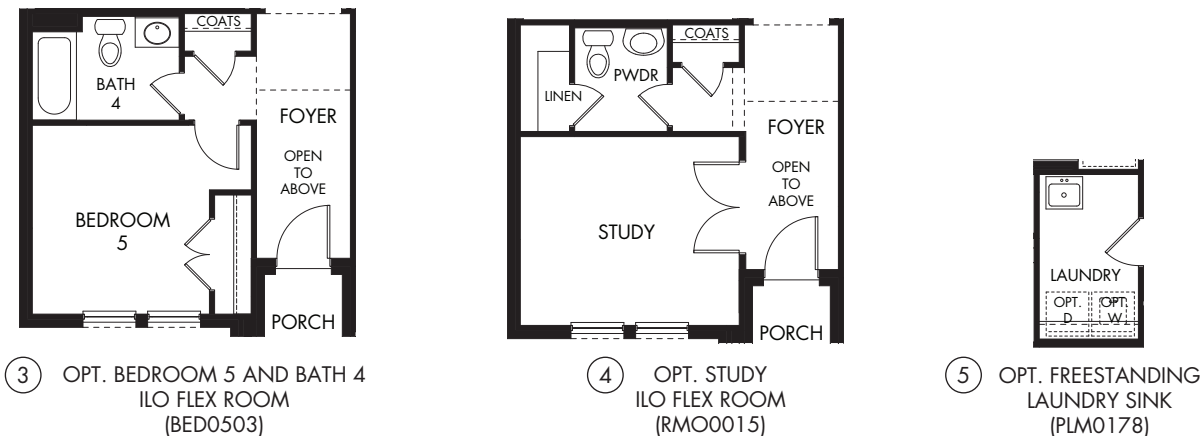 COATS
BATH
4
FOYER
OPEN
TO
ABOVE
BEDROOM
5
PORCH
3
OPT. BEDROOM 5 AND BATH 4
ILO FLEX ROOM
(BED0503)
COATS
PWDR
LINEN
FOYER
OPEN
TO
ABOVE
STUDY
PORCH
4
OPT. STUDY
ILO FLEX ROOM
(RMO0015)
LAUNDRY
OPT.
D
OPT.
W
5
OPT. FREESTANDING
LAUNDRY SINK
(PLM0178)